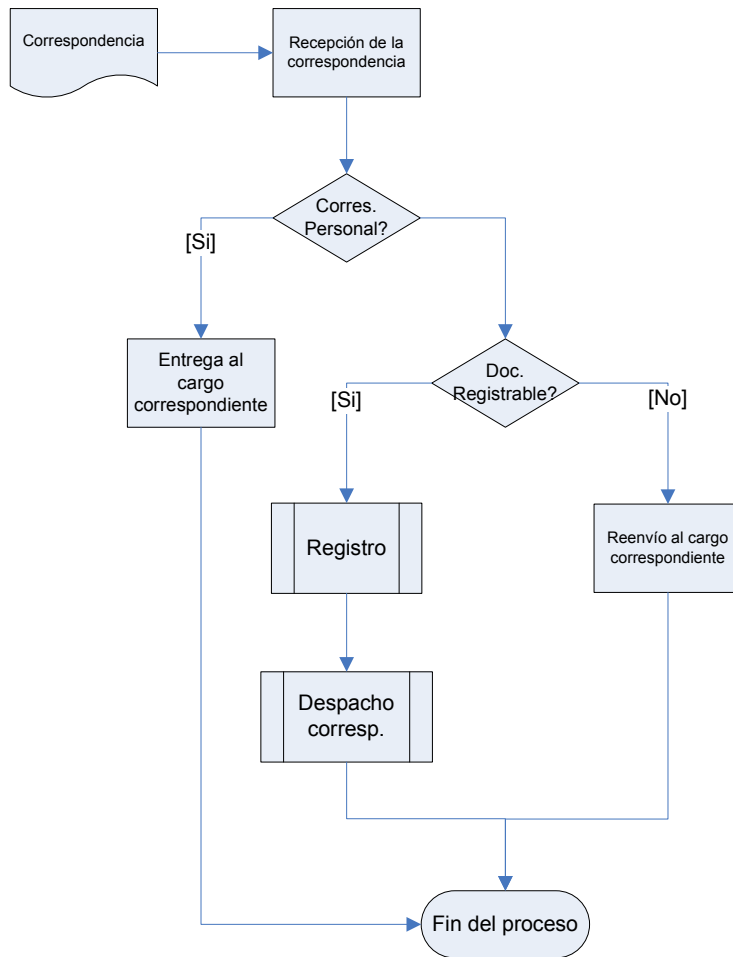 Correspondencia
Recepción de la
correspondencia
Corres.
Personal?
[Si]
Entrega al
cargo
correspondiente
Doc.
Registrable?
[Si]
[No]
Registro
Reenvío al cargo
correspondiente
Despacho
corresp.
Fin del proceso